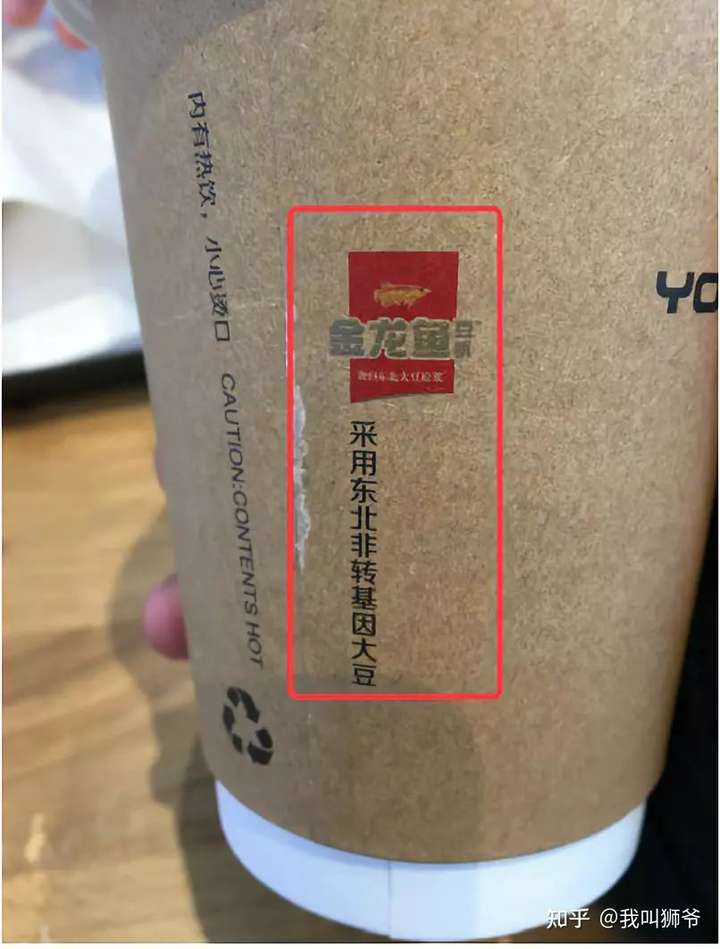 内有热饮，小心烫口
CAUTION:CONTENTS HOT
金龙鱼
采用东北非转基因大豆
YO
知乎 @我叫狮爷